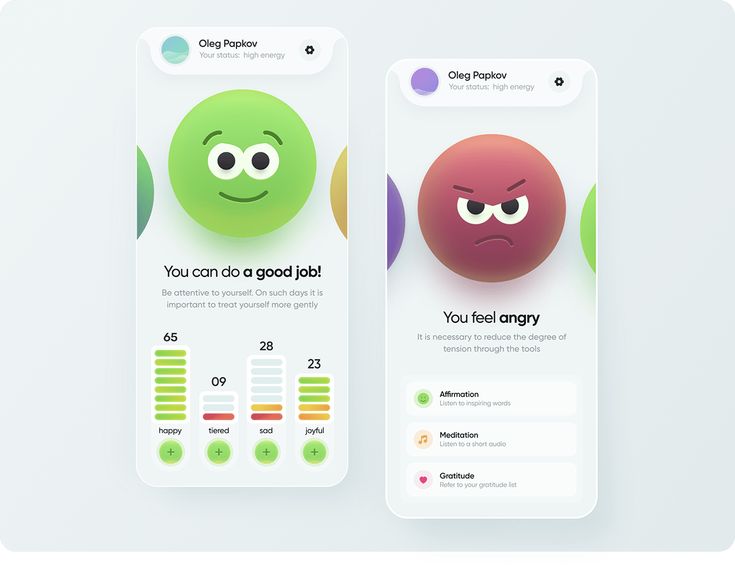 Oleg Papkov
Your status: high energy
You can do a good job!
Be attentive to yourself. On such days it is
important to treat yourself more gently
65
09
28
23
happy
tiered
sad
joyful
Oleg Papkov
Your status: high energy
You feel angry
It is necessary to reduce the degree of
tension through the tools
Affirmation
Listen to inspiring words
Meditation
Listen to a short audio
Gratitude
Refer to your gratitude list